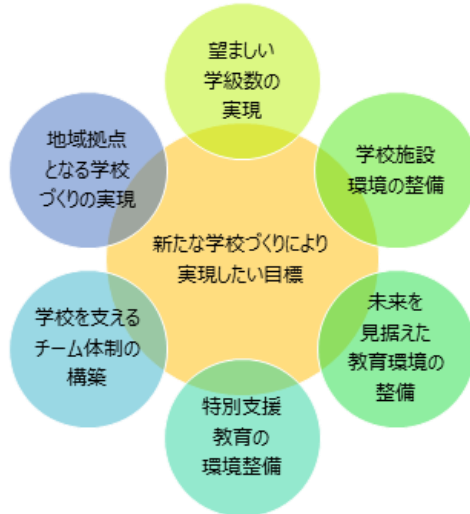 望ましい
学級数の
実現
学校施設
環境の整備
未来を
見据えた
教育環境の
整備
特別支援
教育の
環境整備
学校を支える
チーム体制の
構築
地域拠点
となる学校
づくりの実現
新たな学校づくりにより
実現したい目標